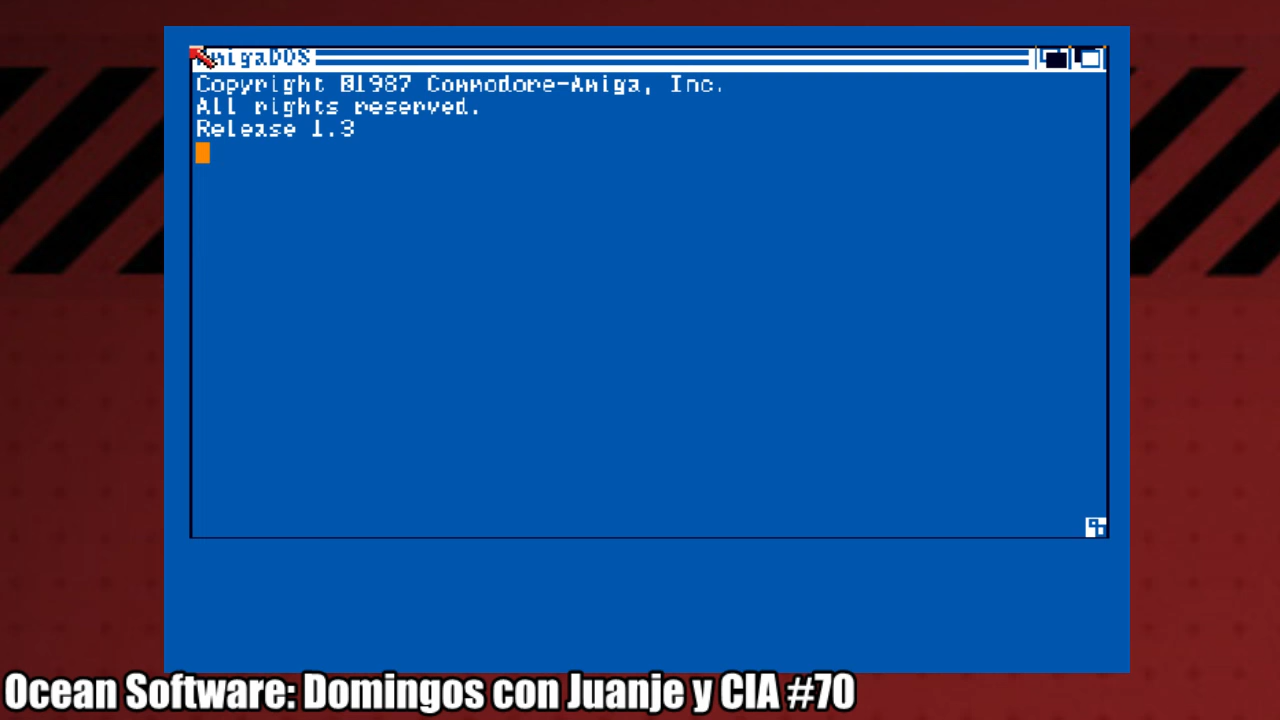 AmigaDOS
Copyright ©1987 Commodore-Amiga, Inc.
All rights reserved.
Release 1.3
Ocean Software: Domingos con Juanje y CIA #70